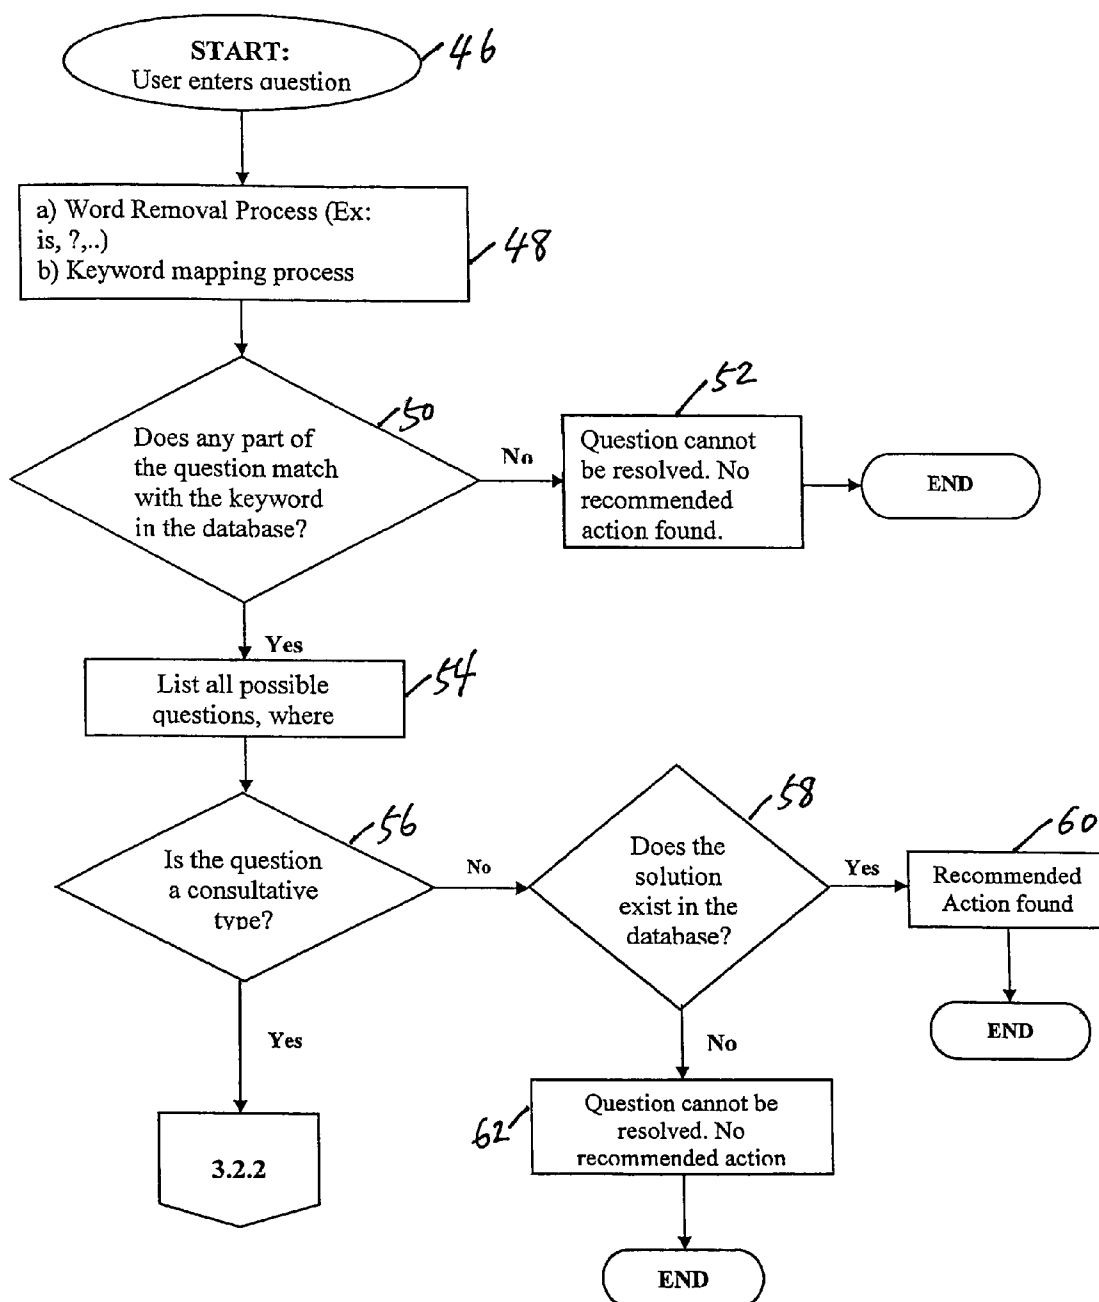 START:
User enters question
46
a) Word Removal Process (Ex:
is, ?,..)
b) Keyword mapping process
48
Does any part of
the question match
with the keyword
in the database?
50
No
Question cannot
be resolved. No
recommended
action found.
52
END
Yes
List all possible
questions, where
54
Is the question
a consultative
type?
56
No
Does the
solution
exist in the
database?
58
Yes
Recommended
Action found
60
END
Yes
3.2.2
No
Question cannot be
resolved. No
recommended action
62
END